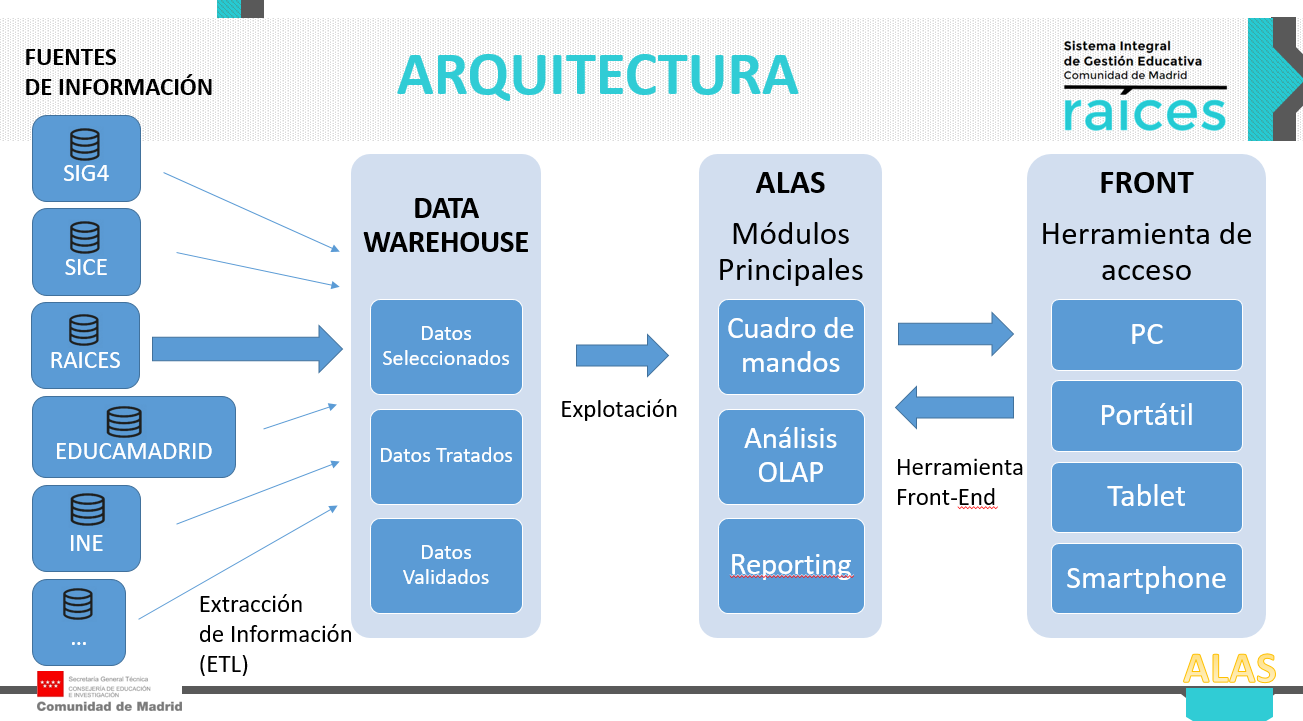 FUENTES
DE INFORMACIÓN
ARQUITECTURA
Sistema Integral
de Gestión Educativa
Comunidad de Madrid
raíces
SIG4
SICE
RAICES
EDUCAMADRID
INE
...
Extracción
de Información
(ETL)
DATA
WAREHOUSE
Datos
Seleccionados
Datos Tratados
Datos
Validados
Explotación
ALAS
Módulos
Principales
Cuadro de
mandos
Análisis
OLAP
Reporting
Herramienta
Front-End
FRONT
Herramienta de
acceso
PC
Portátil
Tablet
Smartphone
Secretaría General Técnica
CONSEJERÍA DE EDUCACIÓN
E INVESTIGACIÓN
Comunidad de Madrid
ALAS